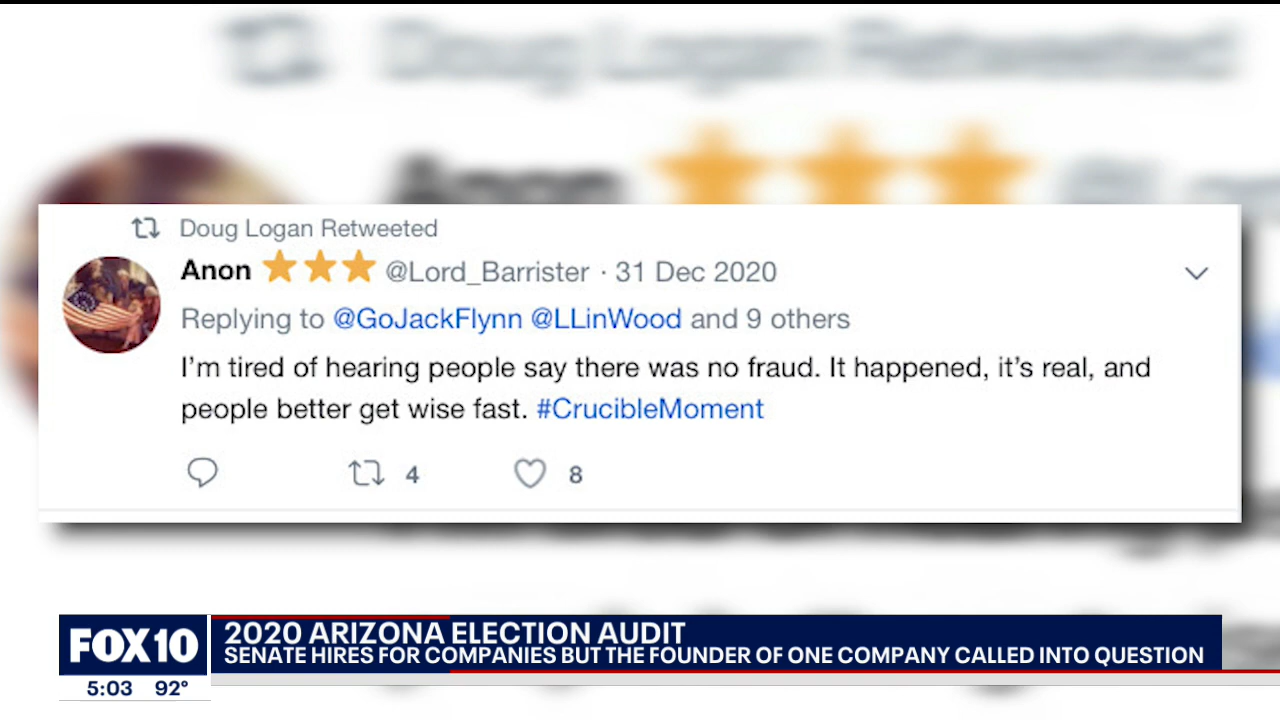 Doug Logan Retweeted
Doug Logan Retweeted
Anon @Lord_Barrister · 31 Dec 2020
Replying to @GoJackFlynn @LLinWood and 9 others
I'm tired of hearing people say there was no fraud. It happened, it's real, and
people better get wise fast. #CrucibleMoment
4 8
FOX10
2020 ARIZONA ELECTION AUDIT
SENATE HIRES FOR COMPANIES BUT THE FOUNDER OF ONE COMPANY CALLED INTO QUESTION
5:03 92°